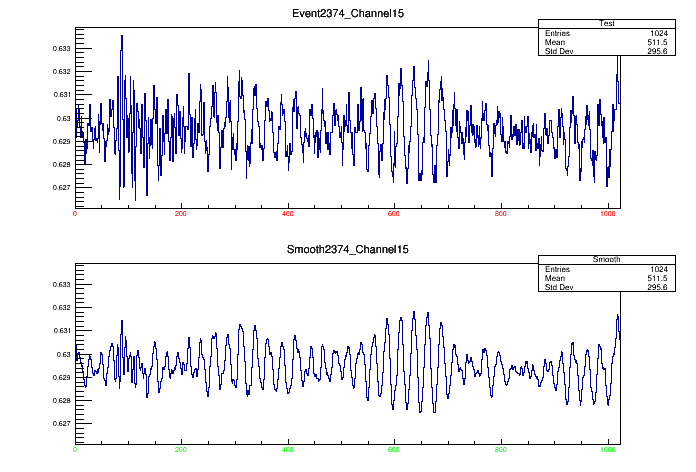 Event2374_Channel15
Test
Entries 1024
Mean 511.5
Std Dev 295.6
0.633
0.632
0.631
0.63
0.629
0.628
0.627
0 200 400 600 800 1000
Smooth2374_Channel15
Smooth
Entries 1024
Mean 511.5
Std Dev 295.6
0.633
0.632
0.631
0.63
0.629
0.628
0.627
0 200 400 600 800 1000